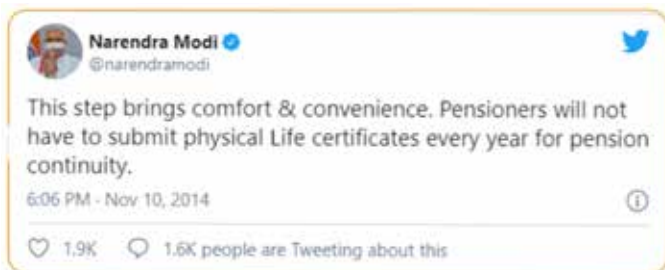 Narendra Modi
@narendramodi
This step brings comfort & convenience. Pensioners will not
have to submit physical Life certificates every year for pension
continuity.
6:06 PM - Nov 10, 2014
1.9K 1.6K people are Tweeting about this